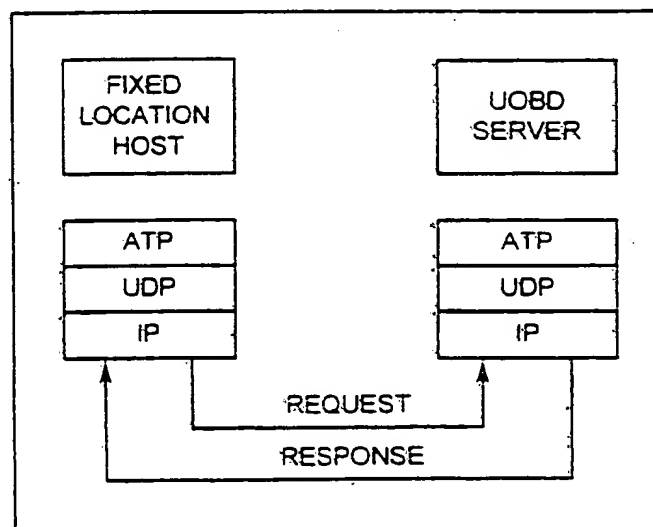 FIXED
LOCATION
HOST
UOBD
SERVER
ATP
UDP
IP
ATP
UDP
IP
REQUEST
RESPONSE